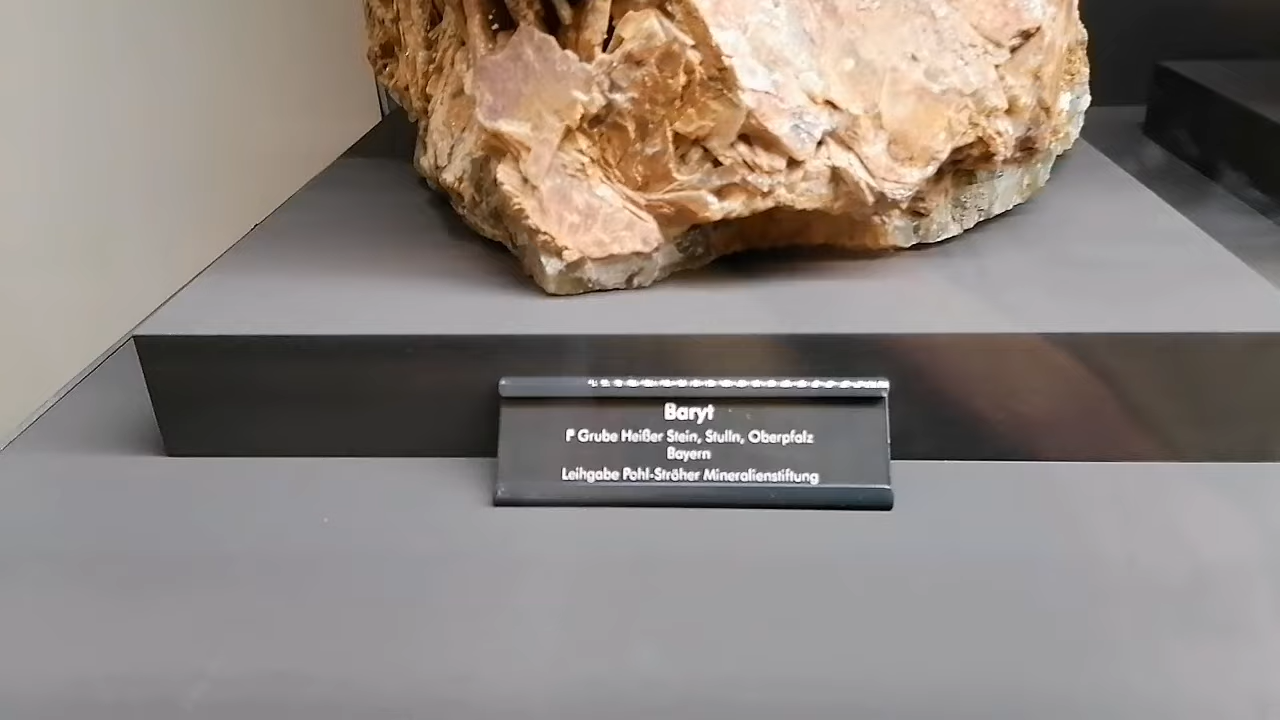 Baryt
F Grube Heißer Stein, Stulln, Oberpfalz
Bayern
Leihgabe Pohl-Ströher Mineralienstiftung